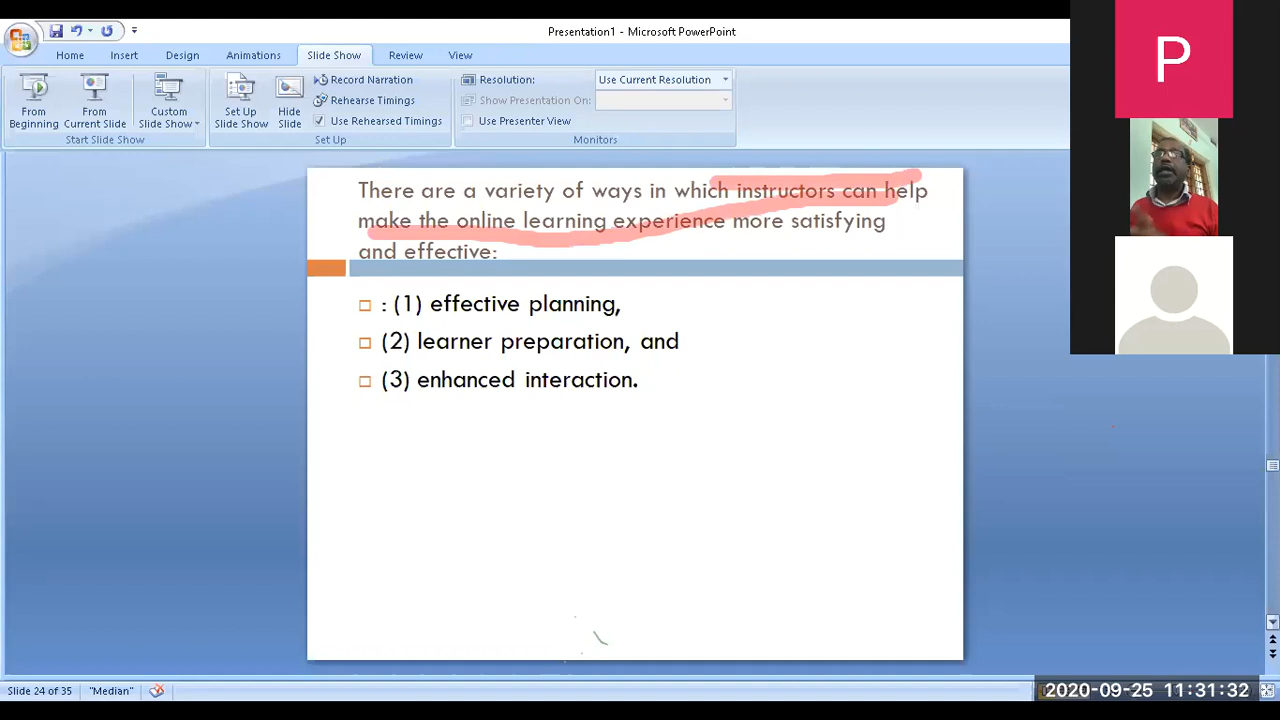 Presentation1 - Microsoft PowerPoint
Home Insert Design Animations Slide Show Review View
From Beginning
From Current Slide
Custom Slide Show
Set Up Slide Show
Hide Slide
Record Narration
Rehearse Timings
Use Rehearsed Timings
Resolution: Use Current Resolution
Show Presentation On:
Use Presenter View
Start Slide Show
Set Up
Monitors
P
There are a variety of ways in which instructors can help
make the online learning experience more satisfying
and effective:
: (1) effective planning,
(2) learner preparation, and
(3) enhanced interaction.
Slide 24 of 35 "Median"
2020-09-25 11:31:32